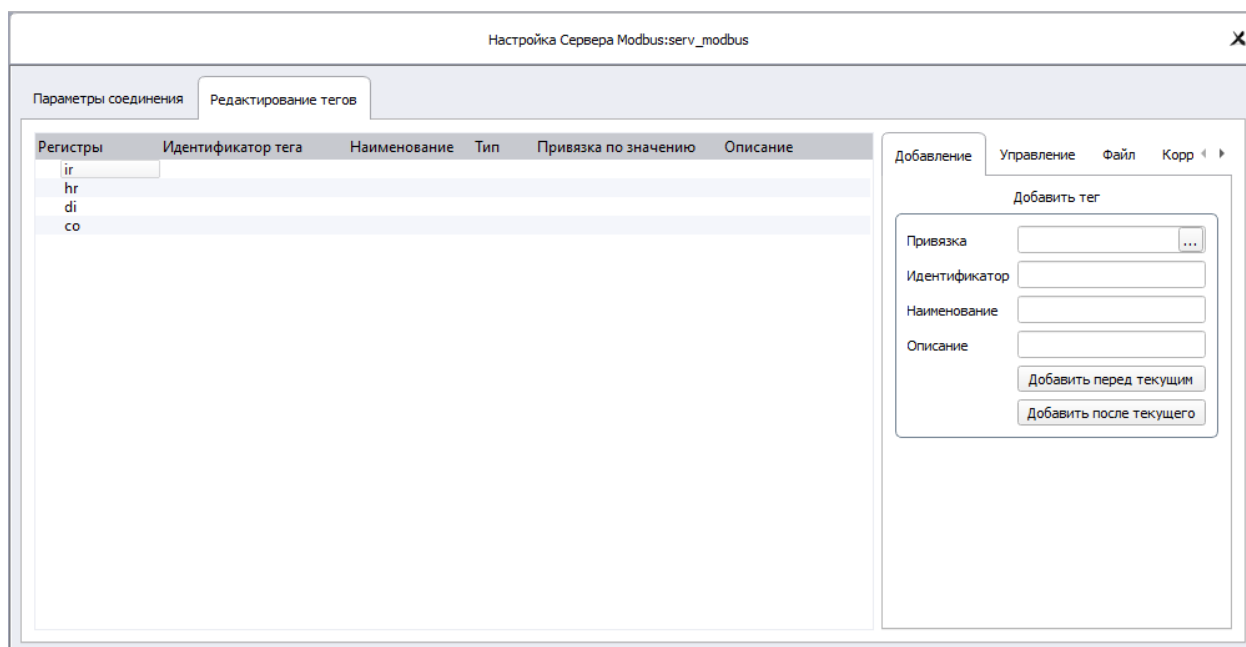 Настройка Сервера Modbus:serv_modbus
Параметры соединения Редактирование тегов
Регистры Идентификатор тега Наименование Тип Привязка по значению Описание
ir
hr
di
co
Добавление Управление Файл Корр
Добавить тег
Привязка ...
Идентификатор
Наименование
Описание
Добавить перед текущим
Добавить после текущего